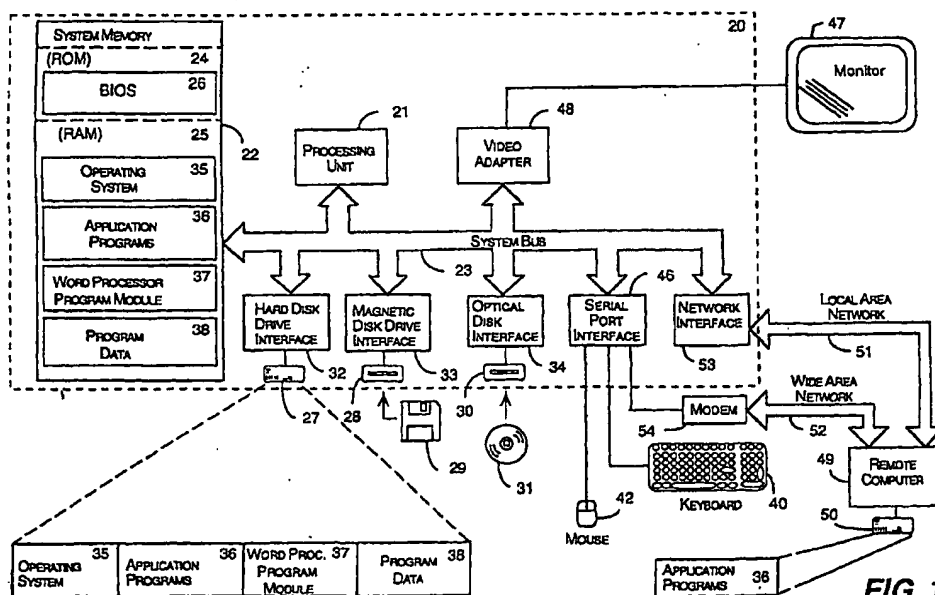 SYSTEM MEMORY
(ROM) 24
BIOS 26
(RAM) 25
22
OPERATING SYSTEM 35
APPLICATION PROGRAMS 36
WORD PROCESSOR PROGRAM MODULE 37
PROGRAM DATA 38
20
21
PROCESSING UNIT
48
VIDEO ADAPTER
47
Monitor
SYSTEM BUS
23
HARD DISK DRIVE INTERFACE
32
MAGNETIC DISK DRIVE INTERFACE
33
OPTICAL DISK INTERFACE
34
46
SERIAL PORT INTERFACE
NETWORK INTERFACE
53
LOCAL AREA NETWORK
51
WIDE AREA NETWORK
52
MODEM
54
27
28
29
30
31
42
MOUSE
40
KEYBOARD
49
REMOTE COMPUTER
50
OPERATING SYSTEM 35
APPLICATION PROGRAMS 36
WORD PROC. PROGRAM MODULE 37
PROGRAM DATA 38
APPLICATION PROGRAMS 36
FIG. 1